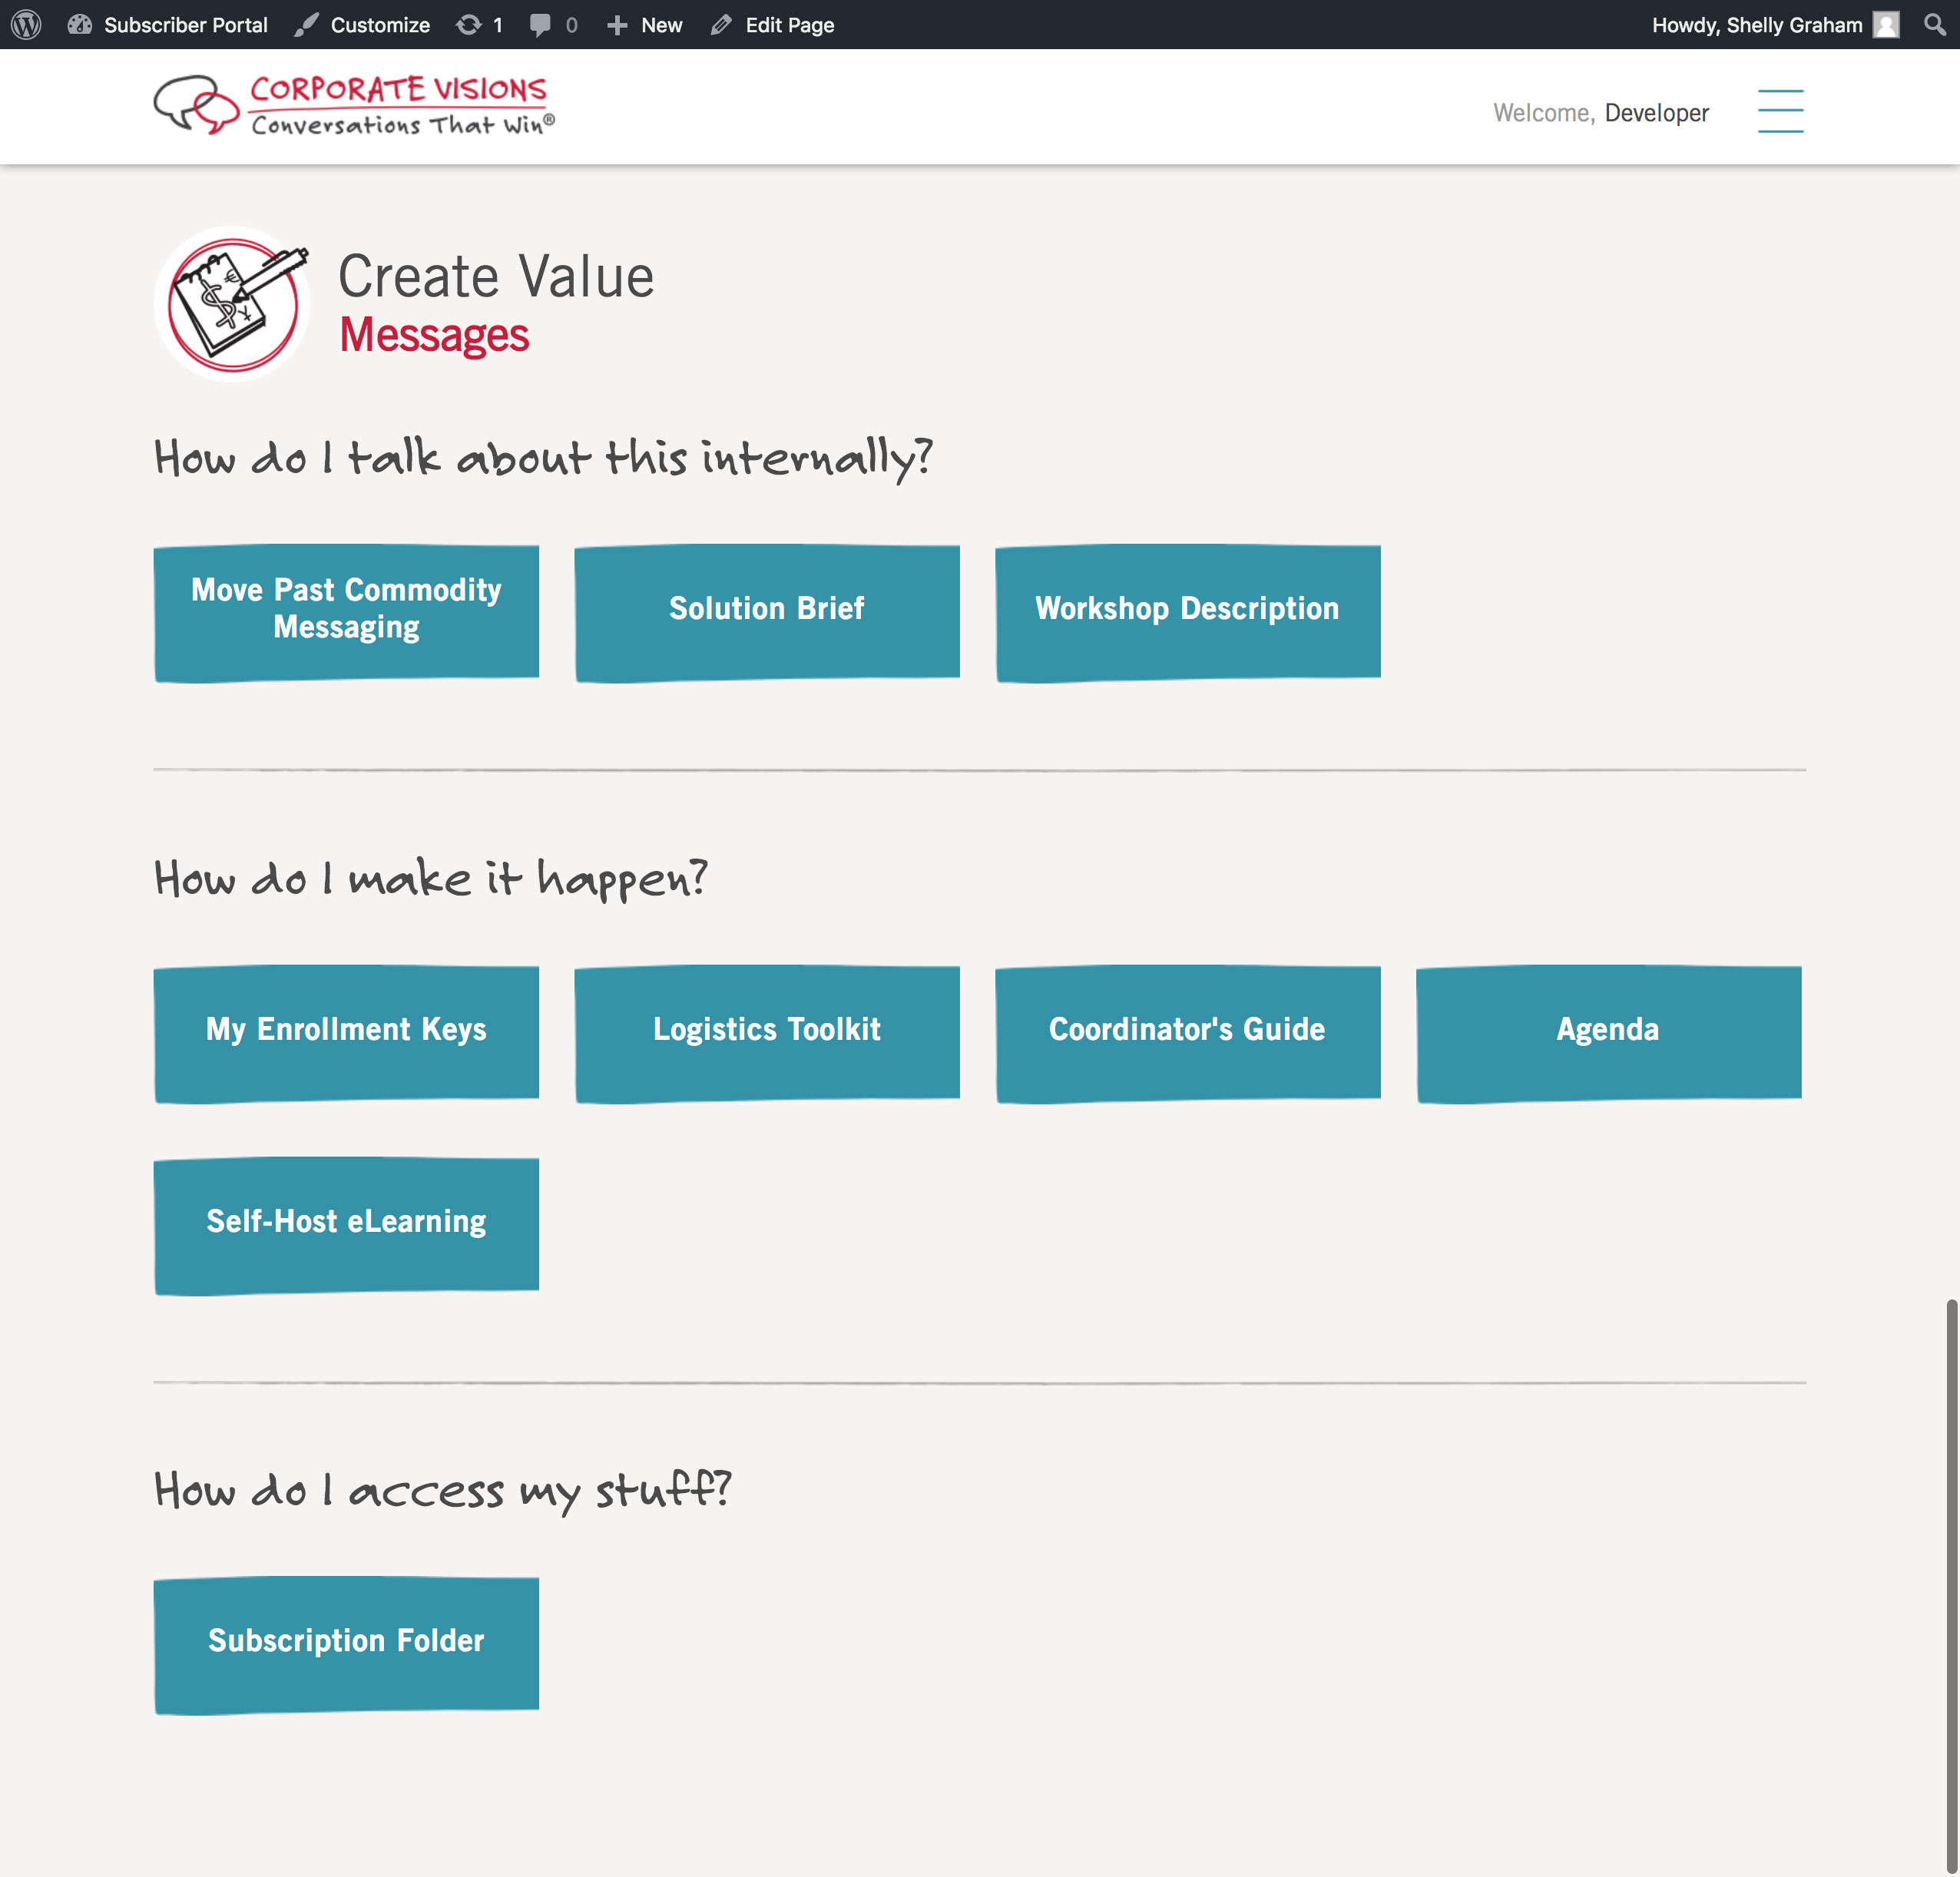 Subscriber Portal Customize 1 0 New Edit Page Howdy, Shelly Graham
CORPORATE VISIONS
Conversations That Win®
Welcome, Developer
Create Value
Messages
How do I talk about this internally?
Move Past Commodity
Messaging
Solution Brief
Workshop Description
How do I make it happen?
My Enrollment Keys
Logistics Toolkit
Coordinator's Guide
Agenda
Self-Host eLearning
How do I access my stuff?
Subscription Folder